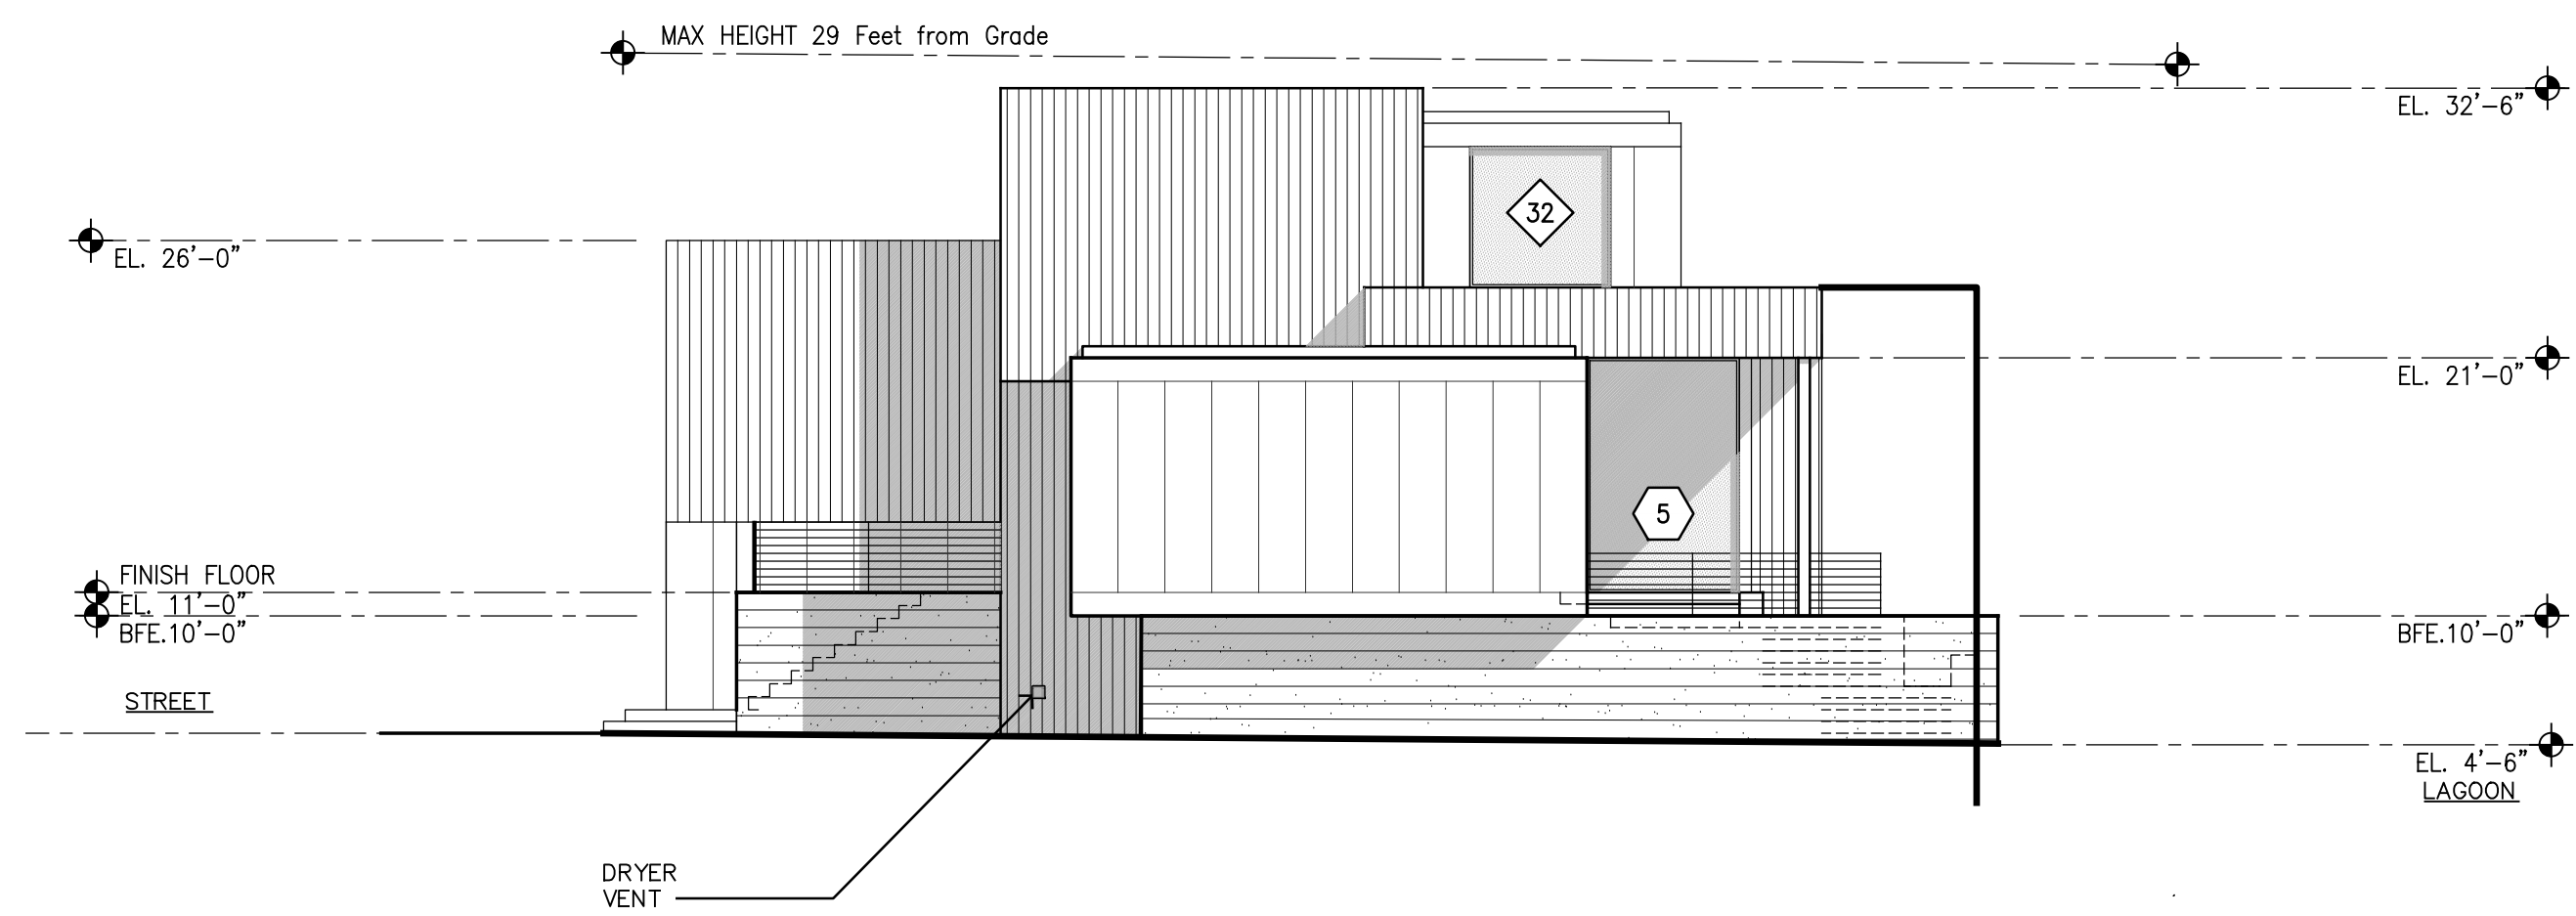 MAX HEIGHT 29 Feet from Grade
EL. 32'-6"
32
EL. 26'-0"
EL. 21'-0"
5
FINISH FLOOR
EL. 11'-0"
BFE.10'-0"
BFE.10'-0"
STREET
EL. 4'-6"
LAGOON
DRYER
VENT